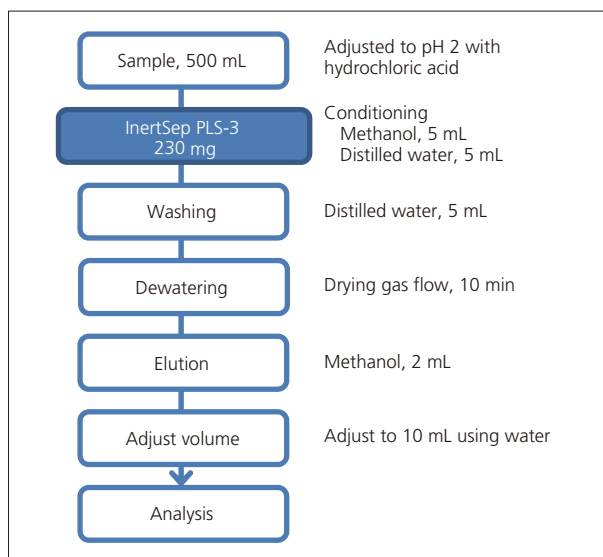 Sample, 500 mL
Adjusted to pH 2 with
hydrochloric acid
InertSep PLS-3
230 mg
Conditioning
Methanol, 5 mL
Distilled water, 5 mL
Washing
Distilled water, 5 mL
Dewatering
Drying gas flow, 10 min
Elution
Methanol, 2 mL
Adjust volume
Adjust to 10 mL using water
Analysis